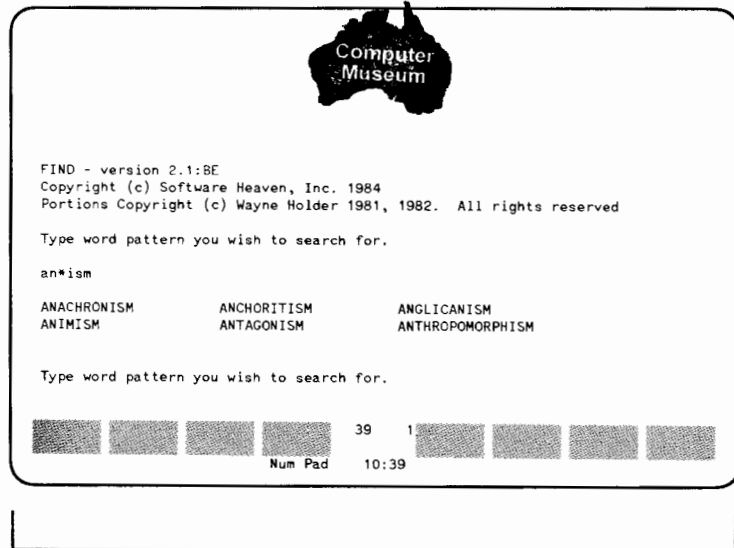 Computer
Museum
FIND - version 2.1:BE
Copyright (c) Software Heaven, Inc. 1984
Portions Copyright (c) Wayne Holder 1981, 1982.  All rights reserved
Type word pattern you wish to search for.
an*ism
ANACHRONISM ANCHORITISM ANGLICANISM
ANIMISM ANTAGONISM ANTHROPOMORPHISM
Type word pattern you wish to search for.
39 1
Num Pad 10:39